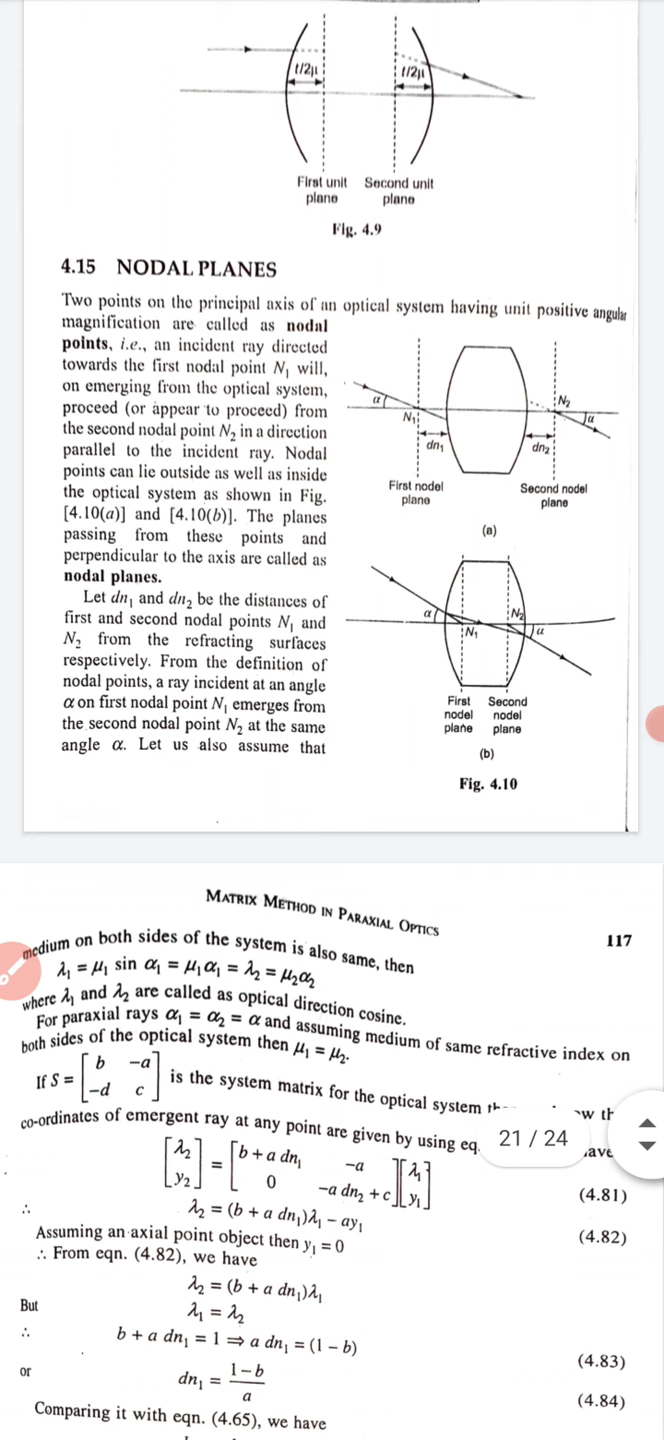 t/2μ
t/2μ
First unit plane
Second unit plane
Fig. 4.9
4.15 NODAL PLANES
Two points on the principal axis of an optical system having unit positive angular
magnification are called as nodal
points, i.e., an incident ray directed
towards the first nodal point N₁ will,
on emerging from the optical system,
proceed (or appear to proceed) from
the second nodal point N₂ in a direction
parallel to the incident ray. Nodal
points can lie outside as well as inside
the optical system as shown in Fig.
[4.10(a)] and [4.10(b)]. The planes
passing from these points and
perpendicular to the axis are called as
nodal planes.
Let dn₁ and dn₂ be the distances of
first and second nodal points N₁ and
N₂ from the refracting surfaces
respectively. From the definition of
nodal points, a ray incident at an angle
α on first nodal point N₁ emerges from
the second nodal point N₂ at the same
angle α. Let us also assume that
α
N₁
dn₁
N₂
α
dn₂
First nodel
plane
Second nodel
plane
(a)
α
N₁
N₂
α
First
nodel
plane
Second
nodel
plane
(b)
Fig. 4.10
MATRIX METHOD IN PARAXIAL OPTICS
117
medium on both sides of the system is also same, then
λ₁ = μ₁ sin α₁ = μ₁α₁ = λ₂ = μ₂α₂
where λ₁ and λ₂ are called as optical direction cosine.
For paraxial rays α₁ = α₂ = α and assuming medium of same refractive index on
both sides of the optical system then μ₁ = μ₂.
If S = [b -a; -d c] is the system matrix for the optical system
co-ordinates of emergent ray at any point are given by using eq.
21 / 24
[λ₂; y₂] = [b + a dn₁ -a; 0 -a dn₂ + c][λ₁; y₁] (4.81)
∴ λ₂ = (b + a dn₁)λ₁ - ay₁ (4.82)
Assuming an axial point object then y₁ = 0
∴ From eqn. (4.82), we have
λ₂ = (b + a dn₁)λ₁
But λ₁ = λ₂
∴ b + a dn₁ = 1 ⇒ a dn₁ = (1 - b) (4.83)
or dn₁ = (1-b)/a (4.84)
Comparing it with eqn. (4.65), we have